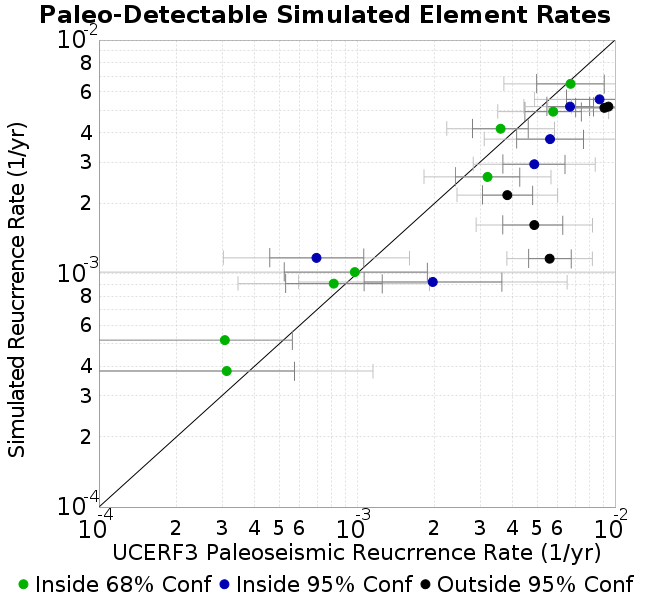 Paleo-Detectable Simulated Element Rates
10-2
8
6
4
3
2
10-3
8
6
4
3
2
10-4
Simulated Reucrrence Rate (1/yr)
10-4 2 3 4 5 6 10-3 2 3 4 5 6 10-2
UCERF3 Paleoseismic Reucrrence Rate (1/yr)
Inside 68% Conf Inside 95% Conf Outside 95% Conf